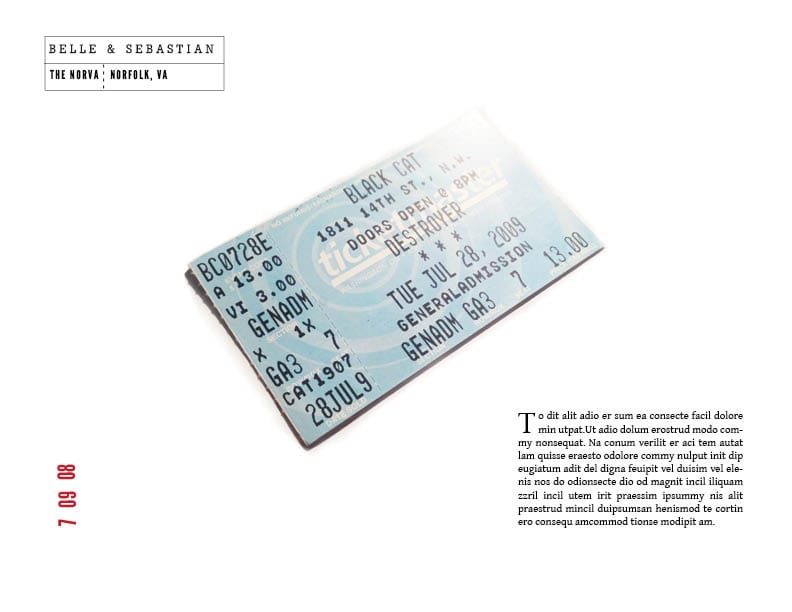 BELLE & SEBASTIAN
THE NORVA NORFOLK, VA
BLACK CAT
1811 14TH ST., N.W.
DOORS OPEN @ 8PM
DESTROYER
* * *
TUE JUL 28, 2009
GENERALADMISSION
GENADM GA3 7 13.00
BC0728E
A 13.00
VI 3.00
GENADM
X 1X
GA3 7
CAT1907
28JUL9
ticketmaster
To dit alit adio er sum ea consecte facil dolore
min utpat.Ut adio dolum erostrud modo com-
my nonsequat. Na conum verilit er aci tem autat
lam quisse eraesto odolore commy nulput init dip
eugiatum adit del digna feuipit vel duisim vel ele-
nis nos do odionsecte dio od magnit incil iliquam
zzril incil utem irit praessim ipsummy nis alit
praestrud mincil duipsumsan henismod te cortin
ero consequ amcommod tionse modipit am.
7 09 08